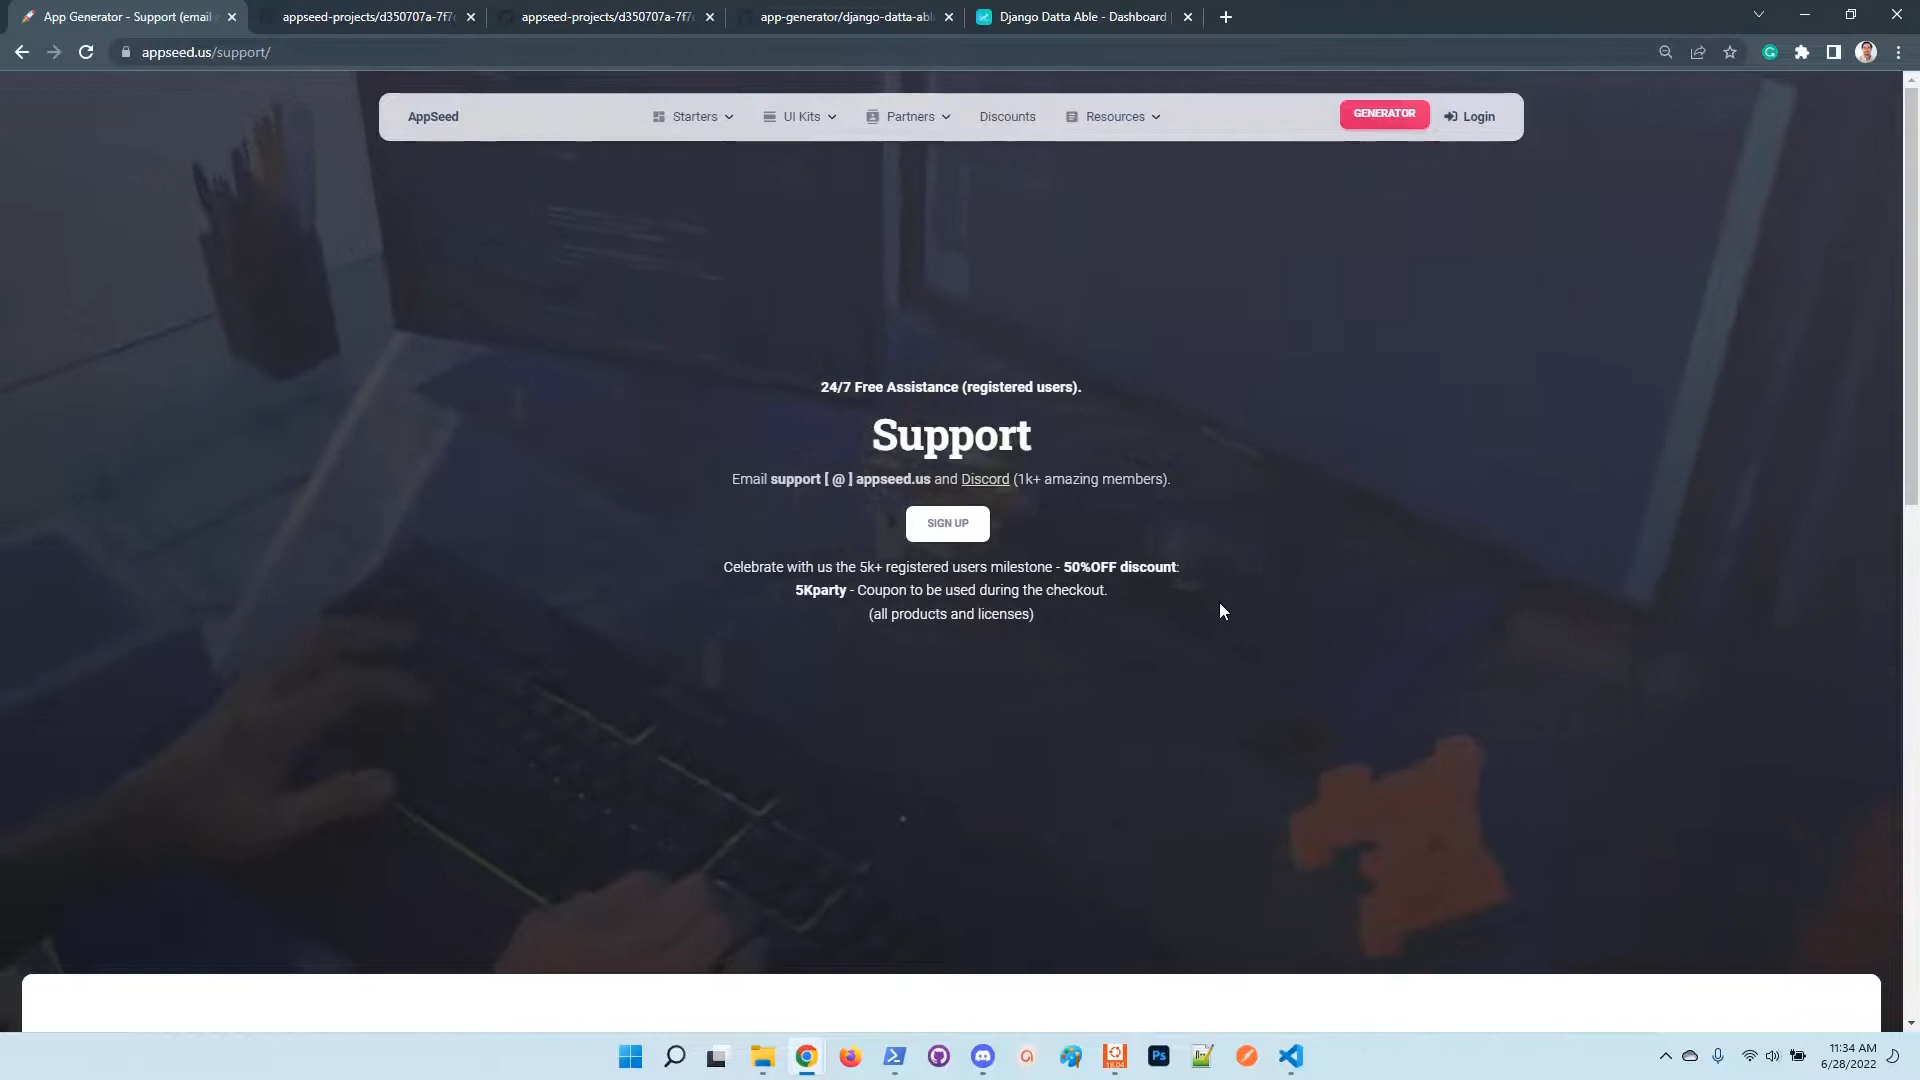 App Generator - Support (email
appseed-projects/d350707a-7f7
appseed-projects/d350707a-7f7
app-generator/django-datta-abl
Django Datta Able - Dashboard
appseed.us/support/
AppSeed
Starters
UI Kits
Partners
Discounts
Resources
GENERATOR
Login
24/7 Free Assistance (registered users).
Support
Email support [ @ ] appseed.us and Discord (1k+ amazing members).
SIGN UP
Celebrate with us the 5k+ registered users milestone - 50%OFF discount:
5Kparty - Coupon to be used during the checkout.
(all products and licenses)
18.04
Ps
11:34 AM
6/28/2022